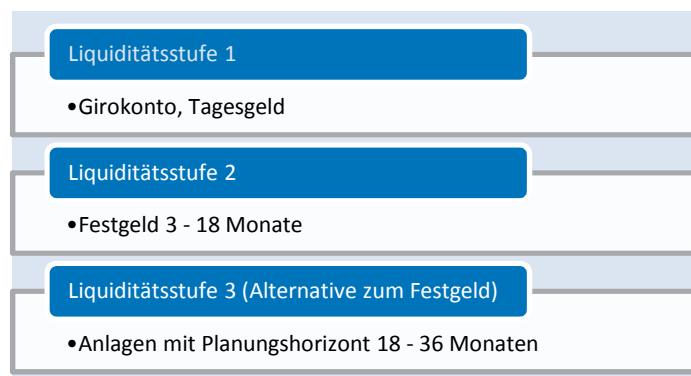 Liquiditätsstufe 1
•Girokonto, Tagesgeld
Liquiditätsstufe 2
•Festgeld 3 - 18 Monate
Liquiditätsstufe 3 (Alternative zum Festgeld)
•Anlagen mit Planungshorizont 18 - 36 Monaten